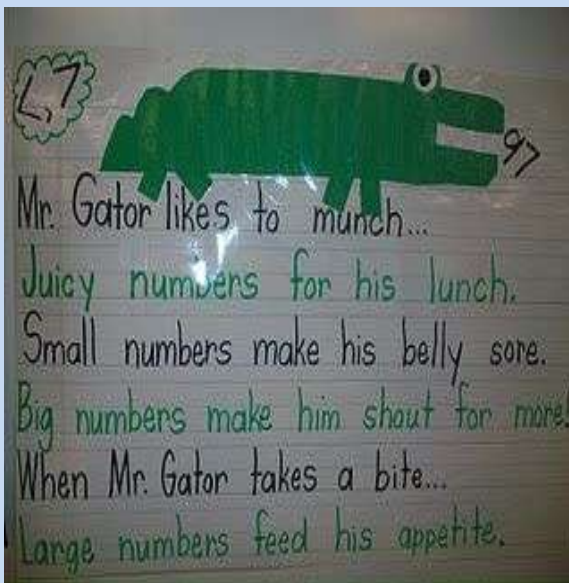 <, >
97
Mr. Gator likes to munch...
Juicy numbers for his lunch.
Small numbers make his belly sore.
Big numbers make him shout for more!
When Mr. Gator takes a bite...
Large numbers feed his appetite.